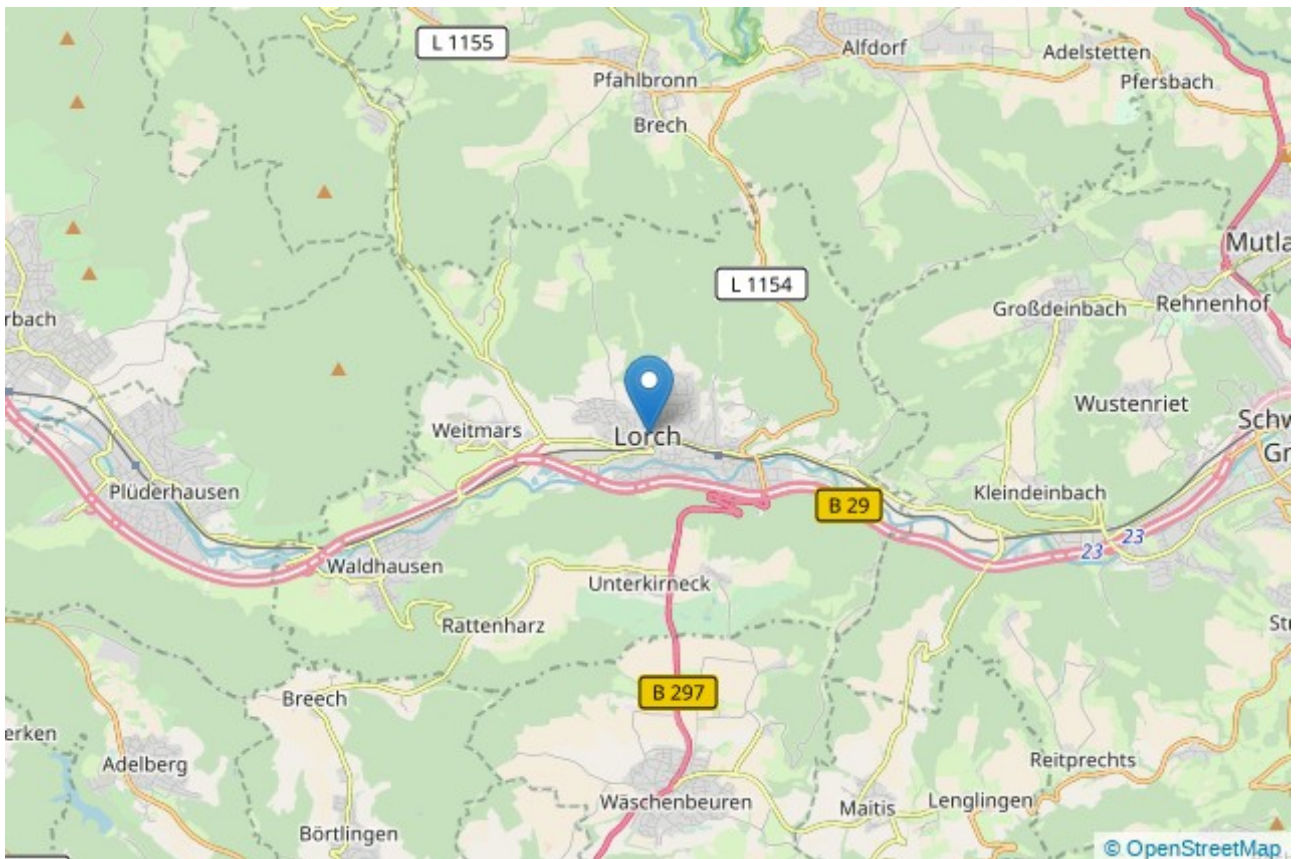 L 1155
Alfdorf
Adelstetten
Pfahlbronn
Pfersbach
Brech
Mutla
L 1154
Rehnenhof
Großdeinbach
rbach
Wustenriet
Schw
Gr
Weitmars
Lorch
Plüderhausen
Kleindeinbach
B 29
23
23
Waldhausen
Unterkirneck
Rattenharz
Stu
B 297
Breech
erken
Adelberg
Reitprechts
Wäschenbeuren
Maitis
Lenglingen
Börtlingen
© OpenStreetMap